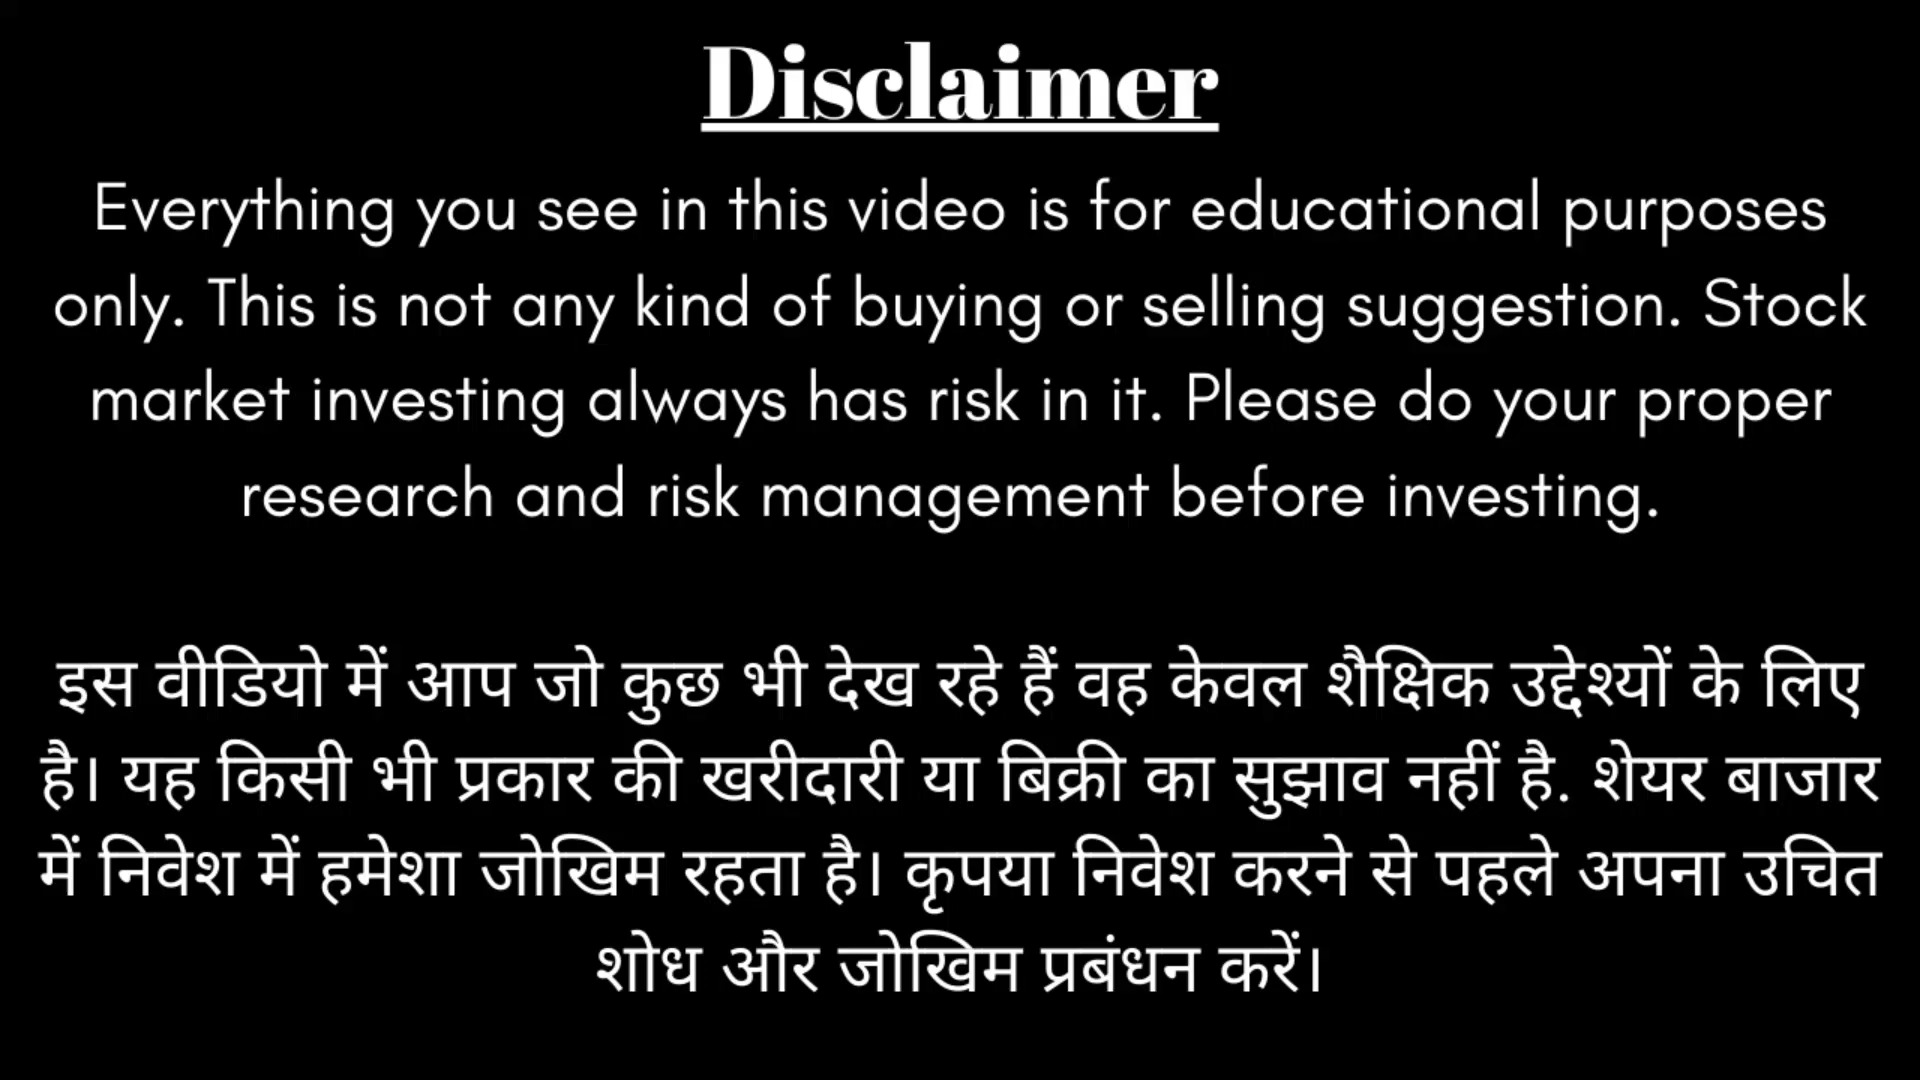 Disclaimer
Everything you see in this video is for educational purposes
only. This is not any kind of buying or selling suggestion. Stock
market investing always has risk in it. Please do your proper
research and risk management before investing.
इस वीडियो में आप जो कुछ भी देख रहे हैं वह केवल शैक्षिक उद्देश्यों के लिए
है। यह किसी भी प्रकार की खरीदारी या बिक्री का सुझाव नहीं है. शेयर बाजार
में निवेश में हमेशा जोखिम रहता है। कृपया निवेश करने से पहले अपना उचित
शोध और जोखिम प्रबंधन करें।